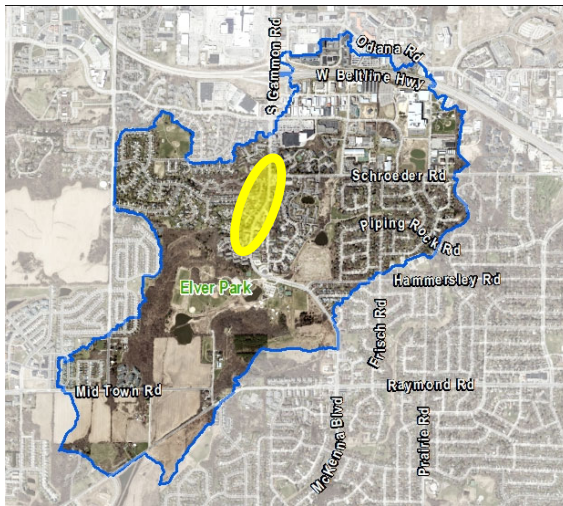 S Gammon Rd
Odana Rd
W Beltline Hwy
Schroeder Rd
Piping Rock Rd
Hammersley Rd
Elver Park
Frisch Rd
Mid Town Rd
Raymond Rd
McKenna Blvd
Prairie Rd